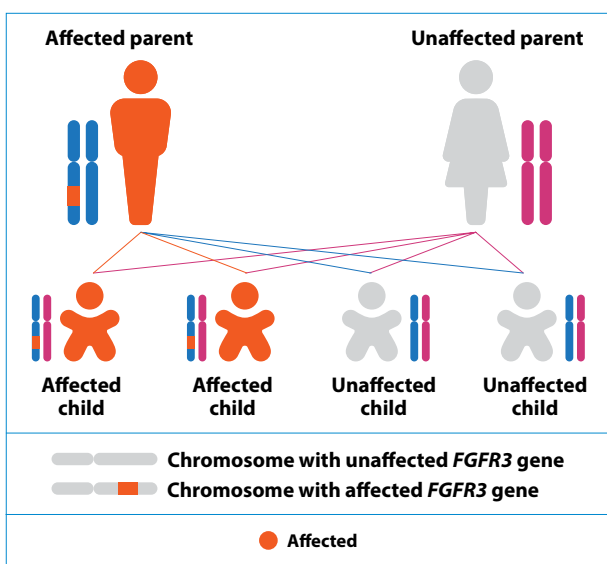 Affected parent
Unaffected parent
Affected child
Affected child
Unaffected child
Unaffected child
Chromosome with unaffected FGFR3 gene
Chromosome with affected FGFR3 gene
Affected